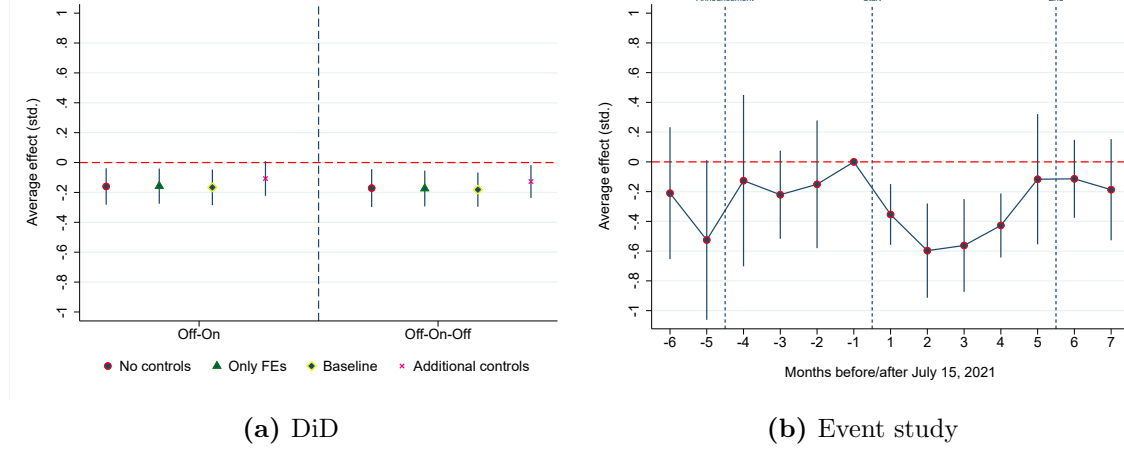 1
.8
.6
.4
.2
0
-.2
-.4
-.6
-.8
-1
Average effect (std.)
Off-On
Off-On-Off
No controls
Only FEs
Baseline
Additional controls
(a) DiD
1
.8
.6
.4
.2
0
-.2
-.4
-.6
-.8
-1
Average effect (std.)
-6 -5 -4 -3 -2 -1 1 2 3 4 5 6 7
Months before/after July 15, 2021
(b) Event study